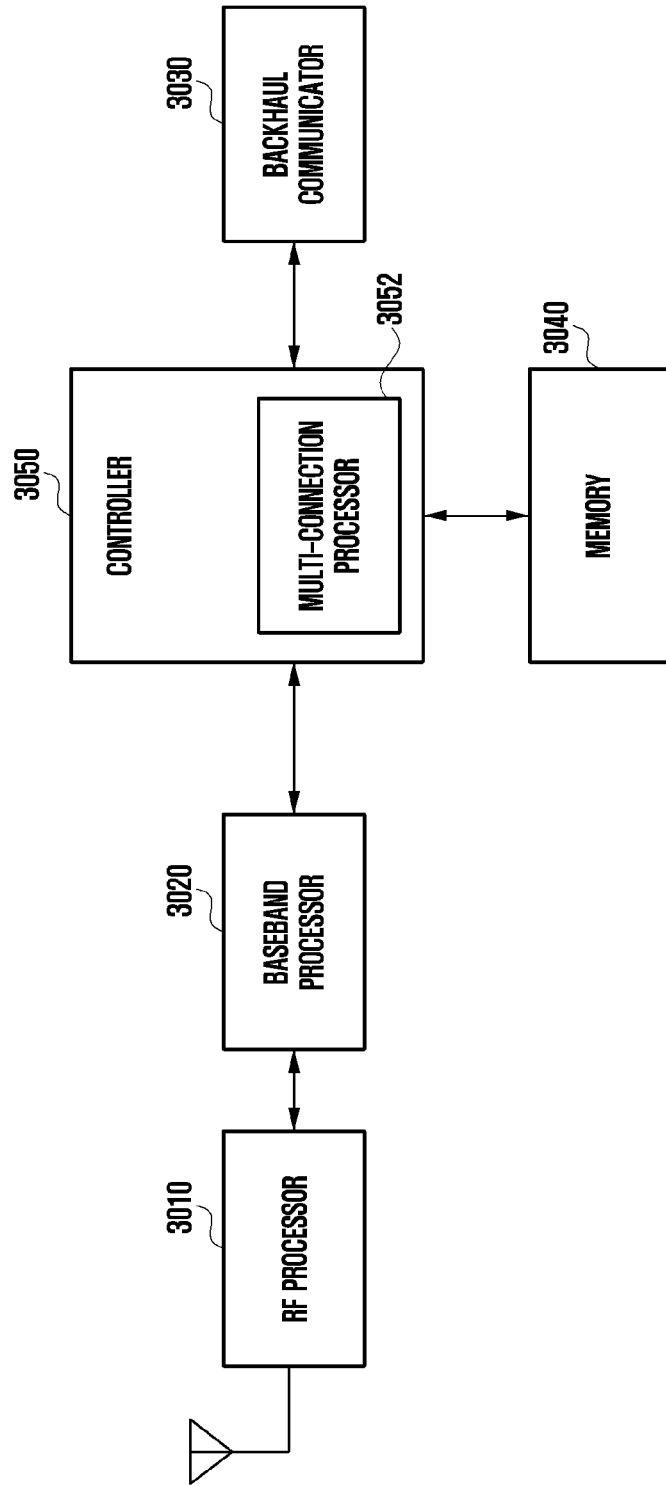 3010
RF PROCESSOR
3020
BASEBAND
PROCESSOR
3050
CONTROLLER
3052
MULTI-CONNECTION
PROCESSOR
3030
BACKHAUL
COMMUNICATOR
3040
MEMORY